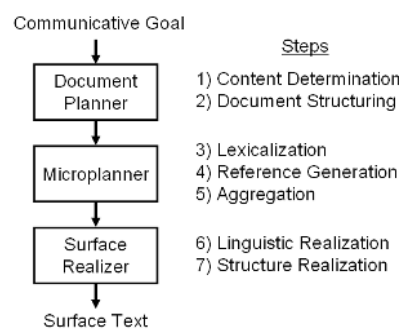 Communicative Goal
Steps
Document
Planner
1) Content Determination
2) Document Structuring
Microplanner
3) Lexicalization
4) Reference Generation
5) Aggregation
Surface
Realizer
6) Linguistic Realization
7) Structure Realization
Surface Text